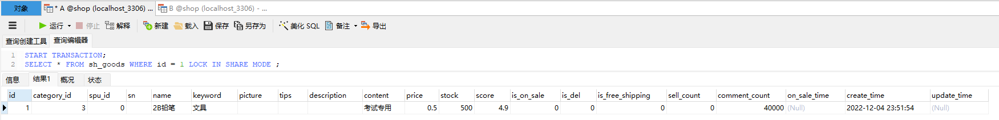 对象 * A @shop (localhost_3306) ... B @shop (localhost_3306) - ...
运行 停止 解释 新建 载入 保存 另存为 美化 SQL 备注 导出
查询创建工具 查询编辑器
1 START TRANSACTION;
2 SELECT * FROM sh_goods WHERE id = 1 LOCK IN SHARE MODE ;
信息 结果1 概况 状态
id category_id spu_id sn name keyword picture tips description content price stock score is_on_sale is_del is_free_shipping sell_count comment_count on_sale_time create_time update_time
1 3 0 2B铅笔 文具 考试专用 0.5 500 4.9 0 0 0 0 40000 (Null) 2022-12-04 23:51:54 (Null)